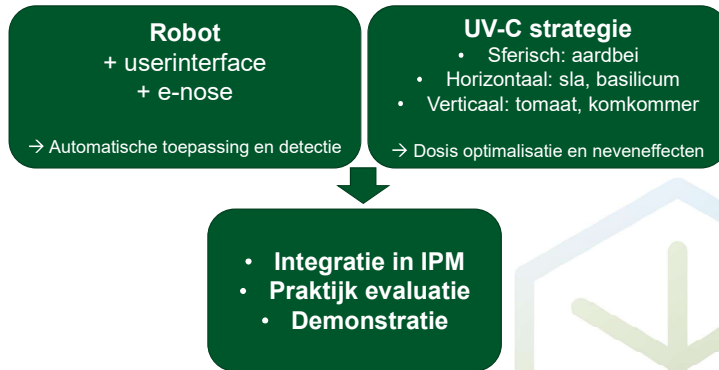 Robot
+ userinterface
+ e-nose
→ Automatische toepassing en detectie
UV-C strategie
• Sferisch: aardbei
• Horizontaal: sla, basilicum
• Verticaal: tomaat, komkommer
→ Dosis optimalisatie en neveneffecten
• Integratie in IPM
• Praktijk evaluatie
• Demonstratie